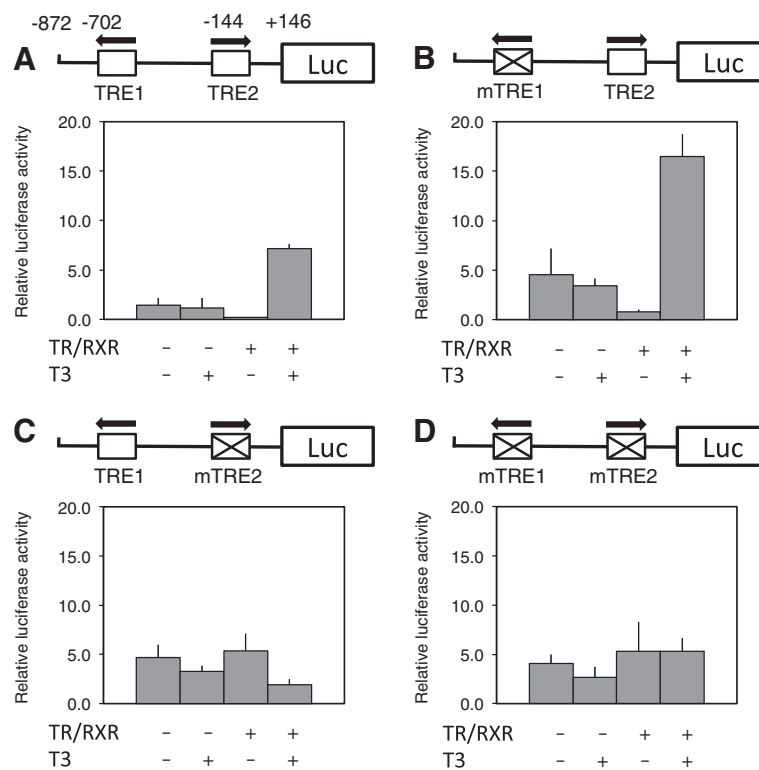 -872 -702 -144 +146
A Luc
TRE1 TRE2
Relative luciferase activity
20.0
15.0
10.0
5.0
0.0
TR/RXR – – + +
T3 – + – +
B Luc
mTRE1 TRE2
Relative luciferase activity
20.0
15.0
10.0
5.0
0.0
TR/RXR – – + +
T3 – + – +
C Luc
TRE1 mTRE2
Relative luciferase activity
20.0
15.0
10.0
5.0
0.0
TR/RXR – – + +
T3 – + – +
D Luc
mTRE1 mTRE2
Relative luciferase activity
20.0
15.0
10.0
5.0
0.0
TR/RXR – – + +
T3 – + – +